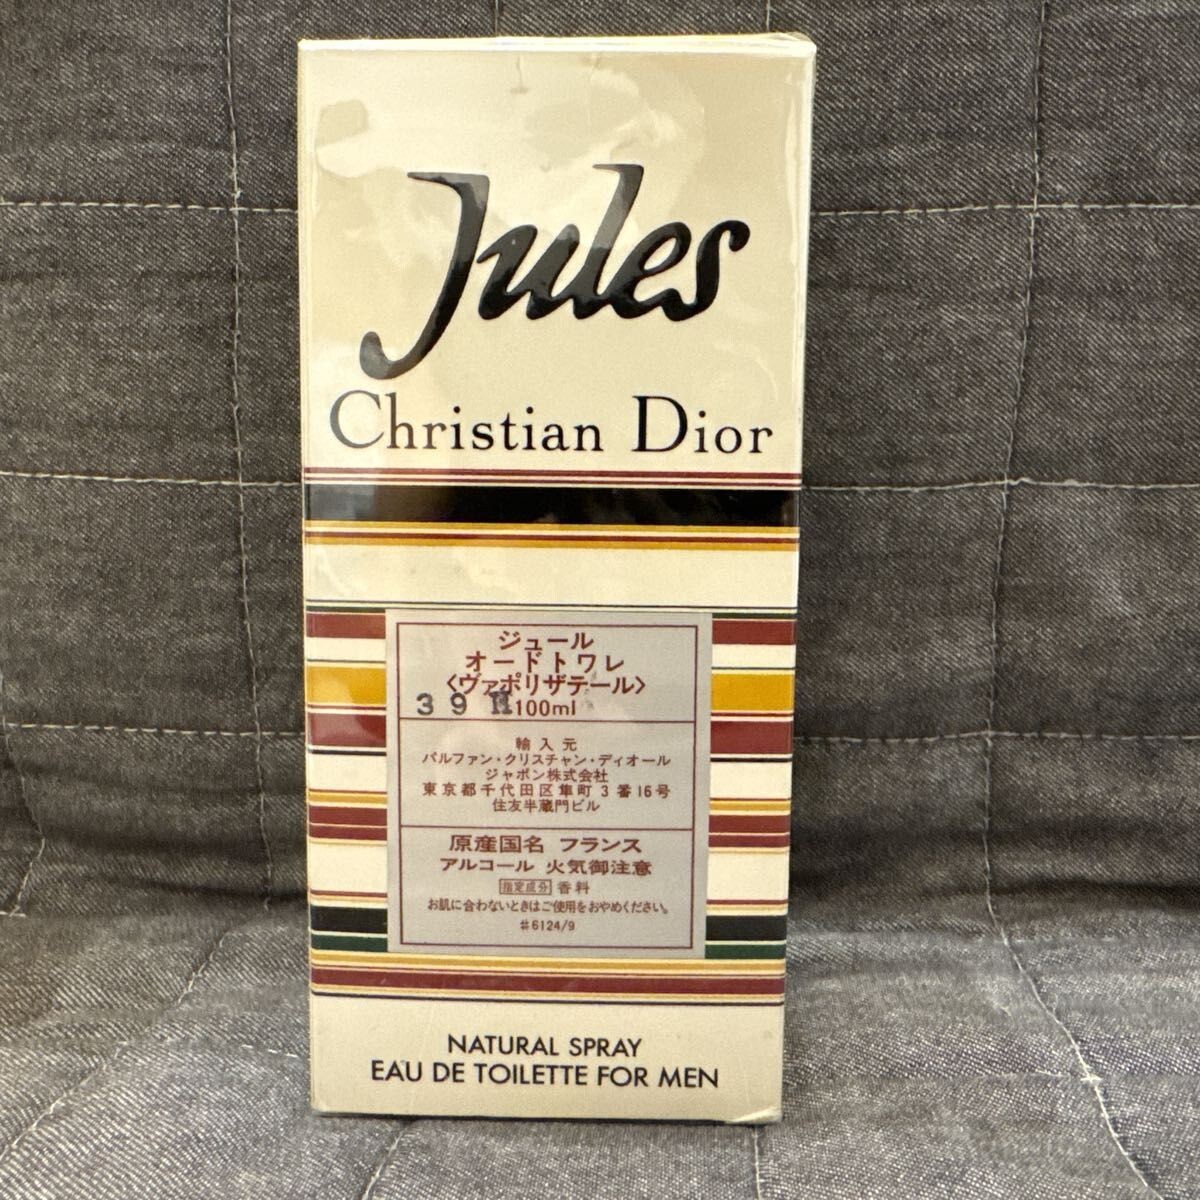 Jules
Christian Dior
ジュール
オードトワレ
〈ヴァポリザテール〉
39 100ml
輸入元
パルファン・クリスチャン・ディオール
ジャポン株式会社
東京都千代田区隼町3番16号
住友半蔵門ビル
原産国名 フランス
アルコール 火気御注意
指定成分 香料
お肌に合わないときはご使用をおやめください。
#6124/9
NATURAL SPRAY
EAU DE TOILETTE FOR MEN